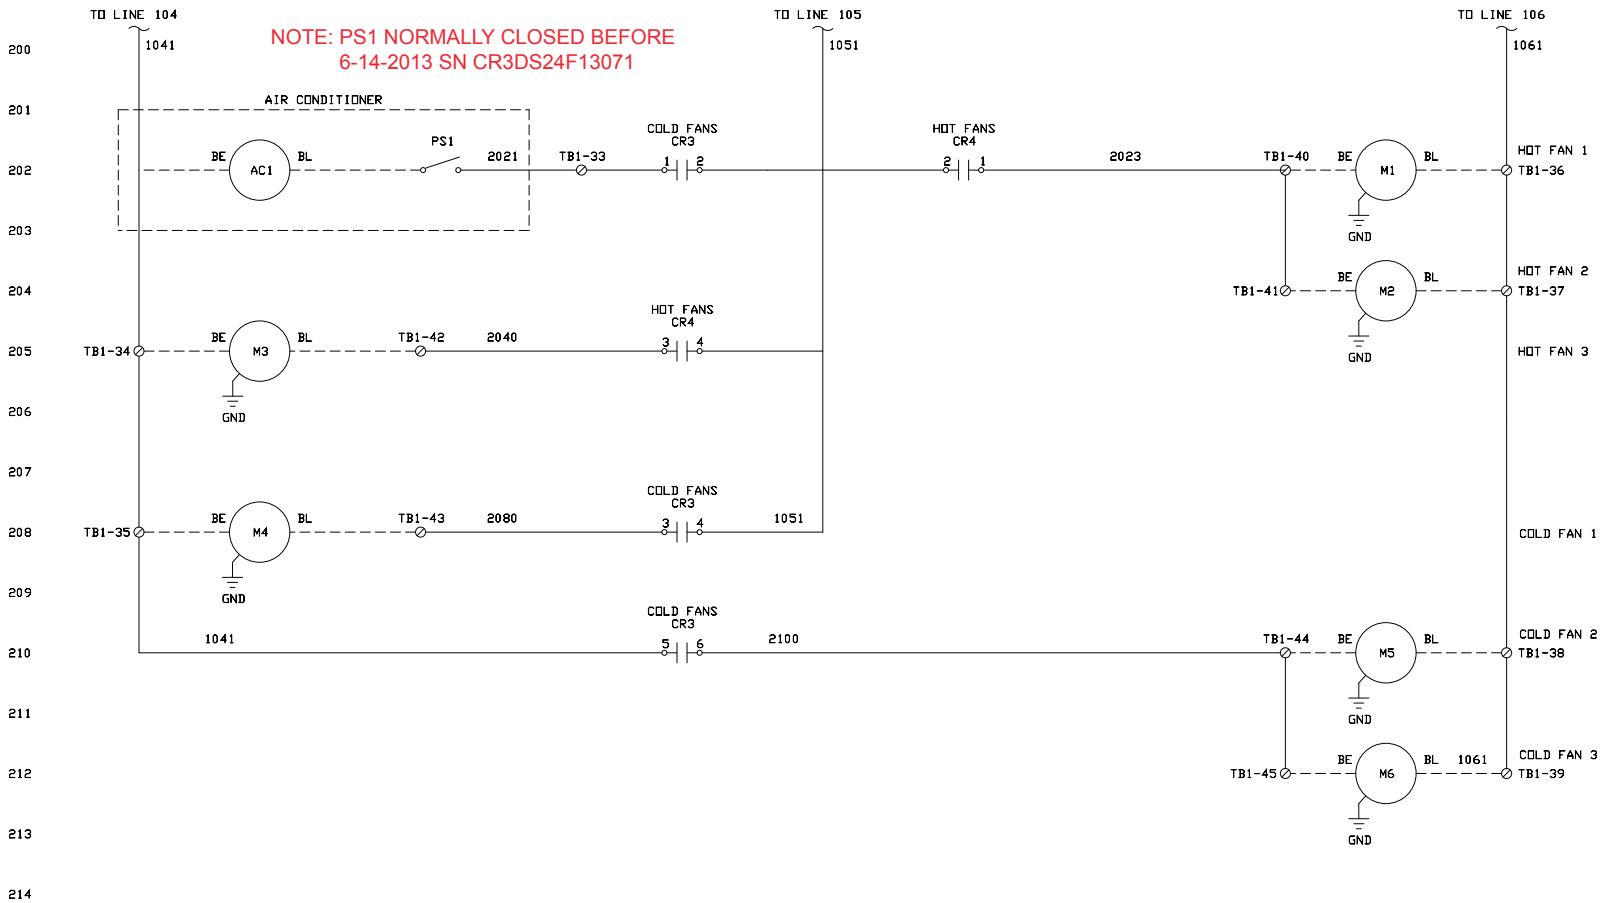 TO LINE 104
TO LINE 105
TO LINE 106
200
1041
NOTE: PS1 NORMALLY CLOSED BEFORE
6-14-2013 SN CR3DS24F13071
1051
1061
201
AIR CONDITIONER
202
BE
AC1
BL
PS1
2021
TB1-33
COLD FANS
CR3
1
2
HOT FANS
CR4
2
1
2023
TB1-40
BE
M1
BL
HOT FAN 1
TB1-36
GND
203
204
TB1-41
BE
M2
BL
HOT FAN 2
TB1-37
GND
205
TB1-34
BE
M3
BL
TB1-42
2040
HOT FANS
CR4
3
4
HOT FAN 3
GND
206
207
208
TB1-35
BE
M4
BL
TB1-43
2080
COLD FANS
CR3
3
4
1051
COLD FAN 1
GND
209
210
1041
COLD FANS
CR3
5
6
2100
TB1-44
BE
M5
BL
COLD FAN 2
TB1-38
GND
211
212
TB1-45
BE
M6
BL
1061
COLD FAN 3
TB1-39
GND
213
214